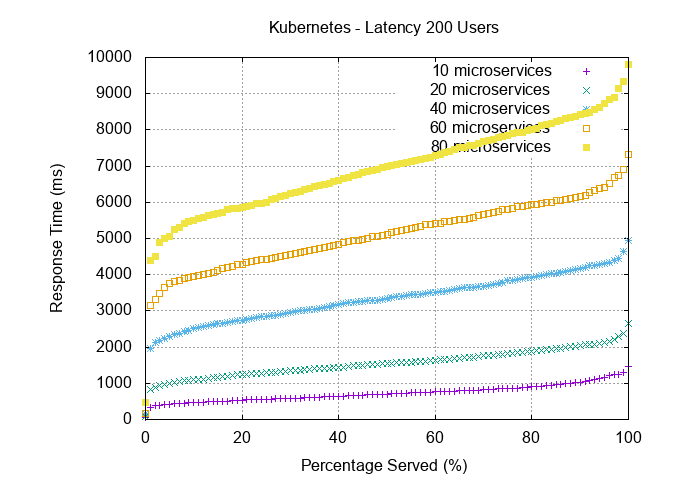 Kubernetes - Latency 200 Users
10000
9000
8000
7000
6000
5000
4000
3000
2000
1000
0
Response Time (ms)
10 microservices
20 microservices
40 microservices
60 microservices
80 microservices
0 20 40 60 80 100
Percentage Served (%)